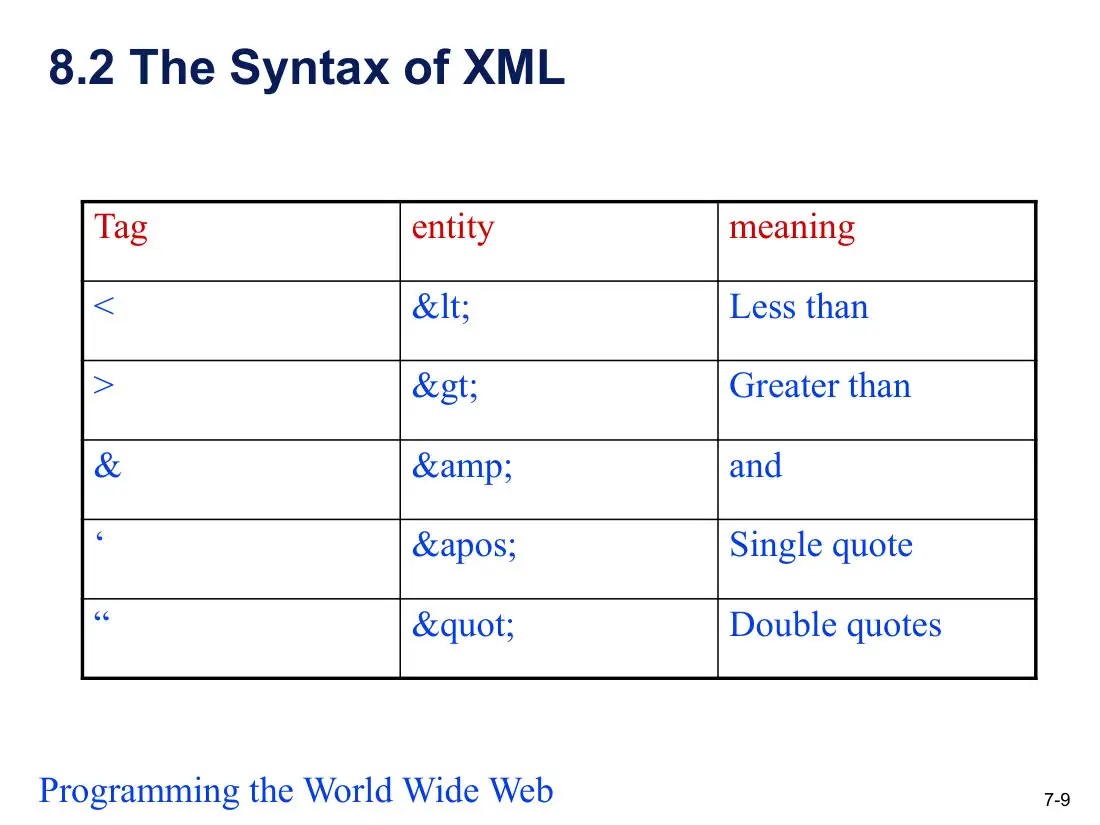 8.2 The Syntax of XML
Tag entity meaning
< &lt; Less than
> &gt; Greater than
& &amp; and
‘ &apos; Single quote
“ &quot; Double quotes
Programming the World Wide Web
7-9